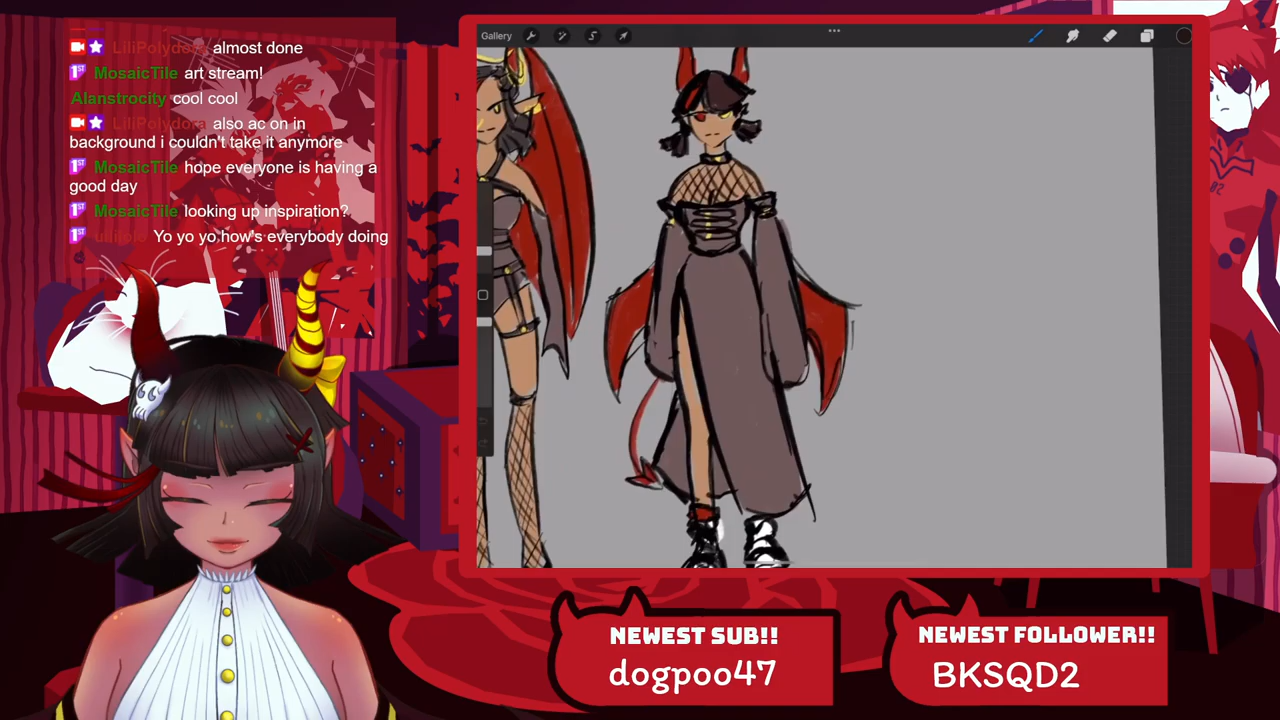 LiliPolydora almost done
MosaicTile art stream!
Alanstrocity cool cool
LiliPolydora also ac on in
background i couldn't take it anymore
MosaicTile hope everyone is having a
good day
MosaicTile looking up inspiration?
Yo yo yo how's everybody doing
Gallery
NEWEST SUB!!
dogpoo47
NEWEST FOLLOWER!!
BKSQD2